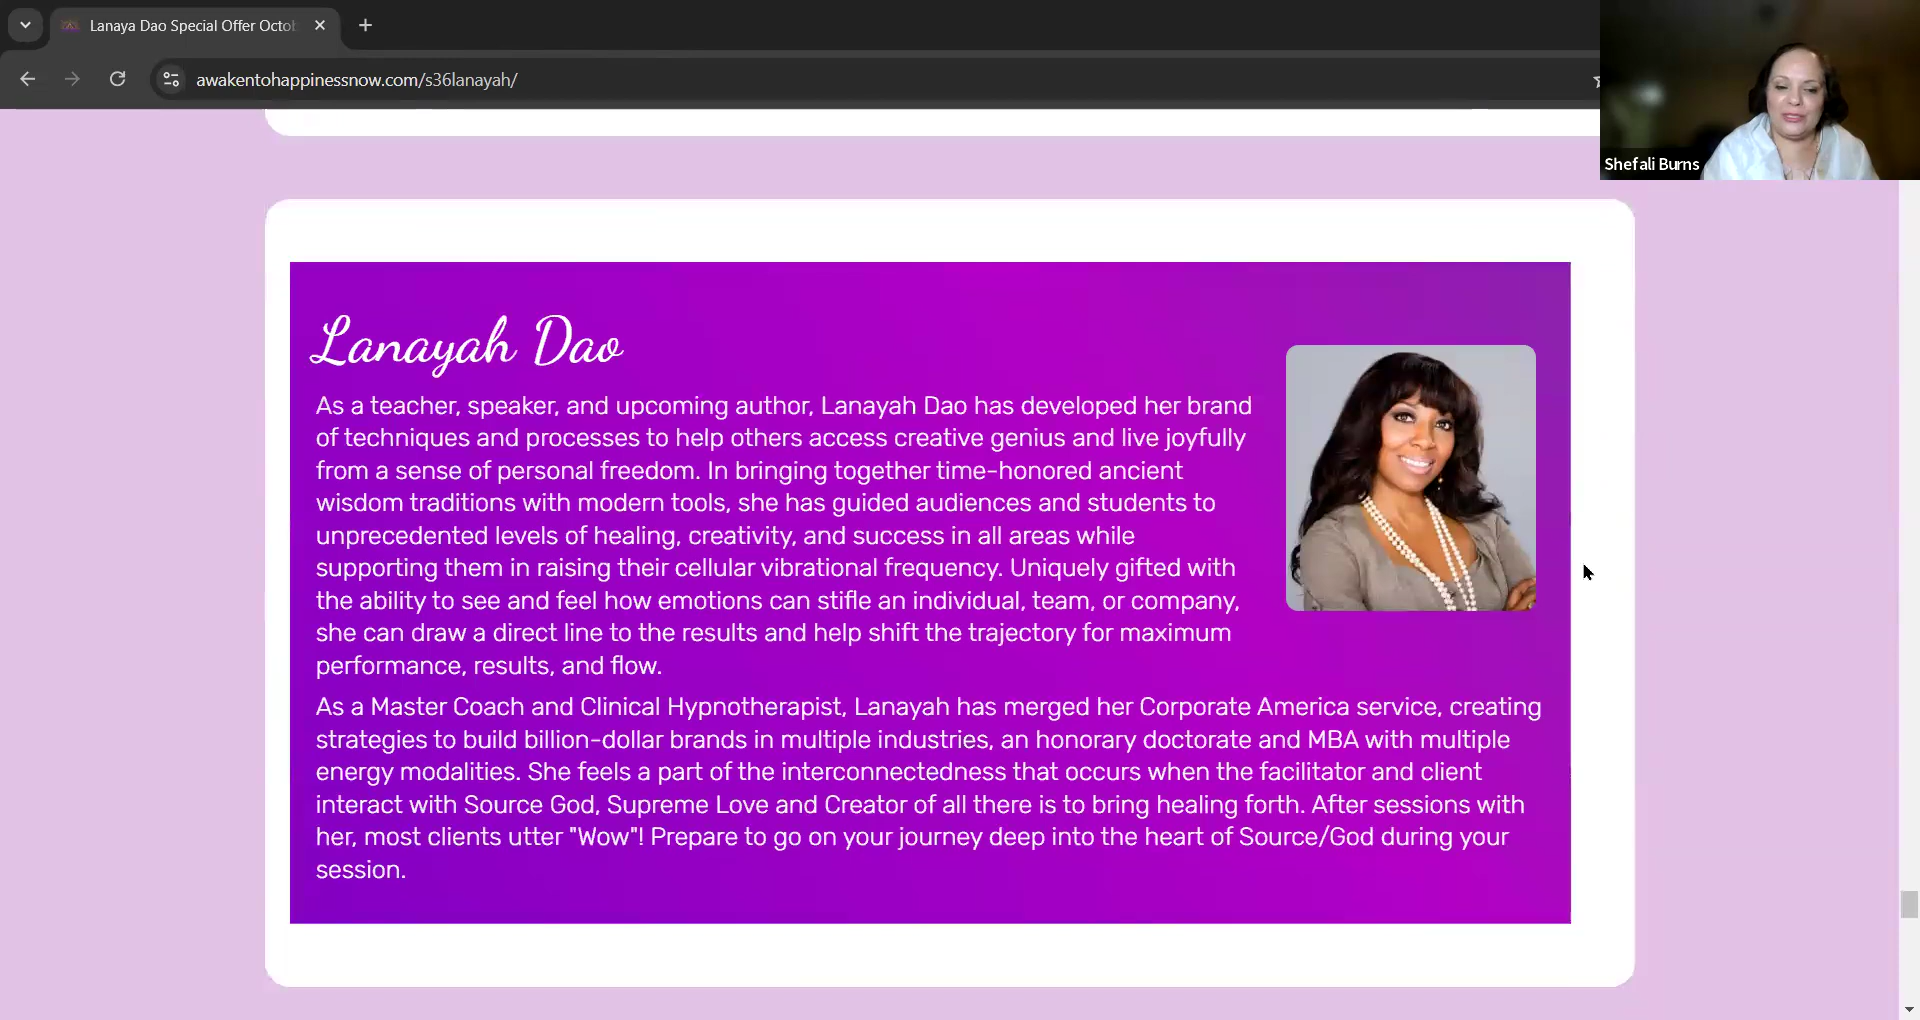 Lanaya Dao Special Offer Octob
awakentohappinessnow.com/s36lanayah/
Shefali Burns
Lanayah Dao
As a teacher, speaker, and upcoming author, Lanayah Dao has developed her brand
of techniques and processes to help others access creative genius and live joyfully
from a sense of personal freedom. In bringing together time-honored ancient
wisdom traditions with modern tools, she has guided audiences and students to
unprecedented levels of healing, creativity, and success in all areas while
supporting them in raising their cellular vibrational frequency. Uniquely gifted with
the ability to see and feel how emotions can stifle an individual, team, or company,
she can draw a direct line to the results and help shift the trajectory for maximum
performance, results, and flow.
As a Master Coach and Clinical Hypnotherapist, Lanayah has merged her Corporate America service, creating
strategies to build billion-dollar brands in multiple industries, an honorary doctorate and MBA with multiple
energy modalities. She feels a part of the interconnectedness that occurs when the facilitator and client
interact with Source God, Supreme Love and Creator of all there is to bring healing forth. After sessions with
her, most clients utter "Wow"! Prepare to go on your journey deep into the heart of Source/God during your
session.